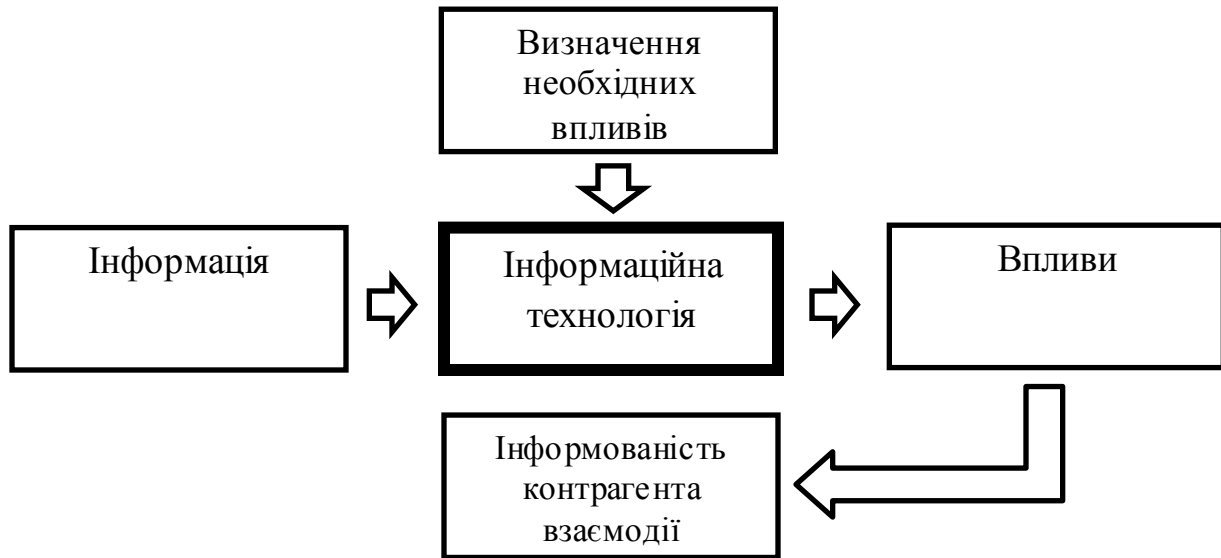 Визначення
необхідних
впливів
Інформація
Інформаційна
технологія
Впливи
Інформованість
контрагента
взаємодії